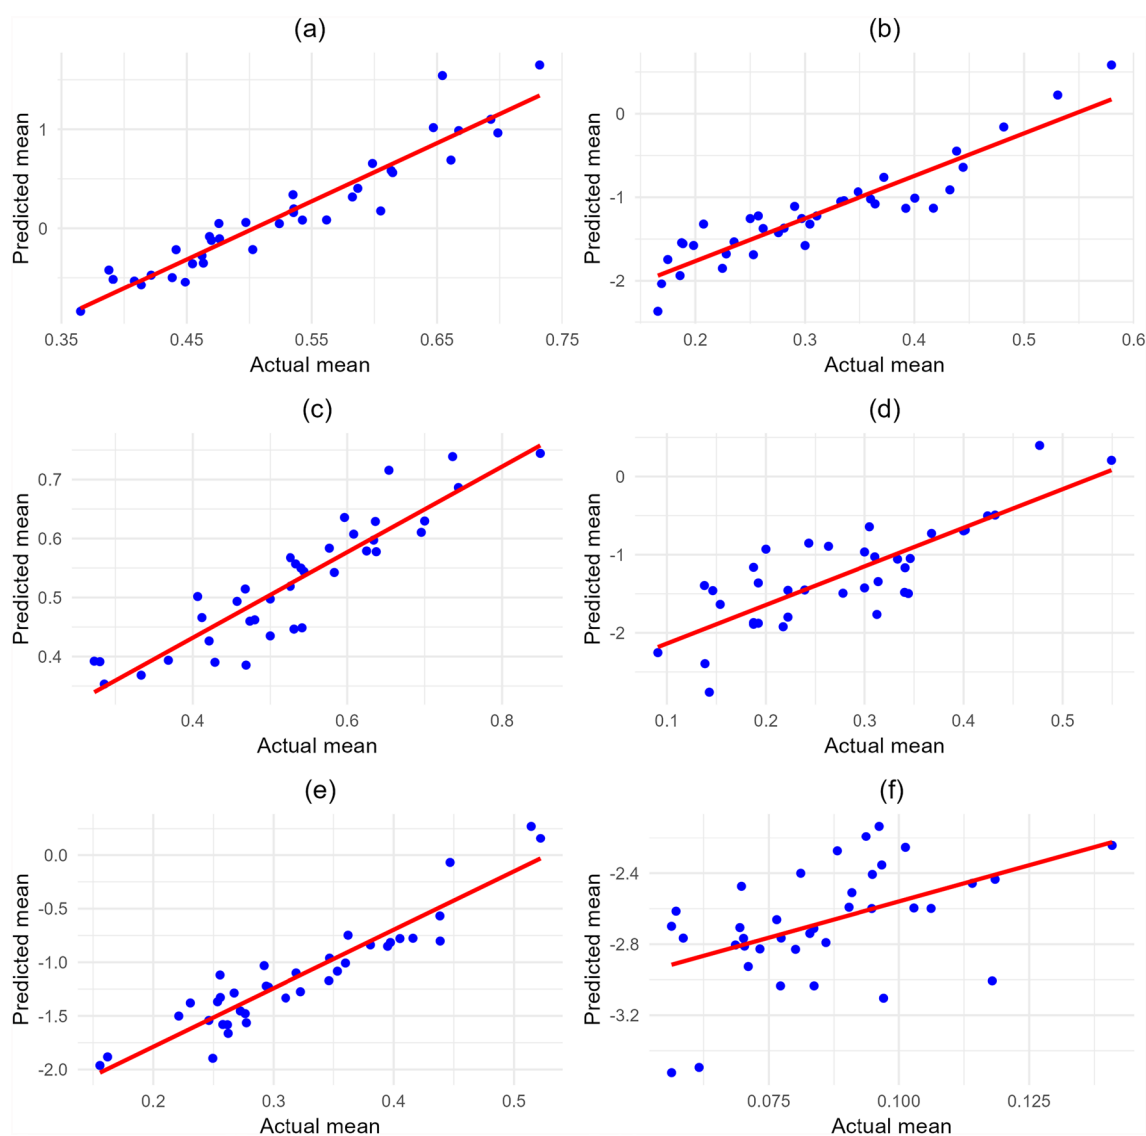 (a)
Predicted mean
1
0
0.35 0.45 0.55 0.65 0.75
Actual mean
(b)
Predicted mean
0
-1
-2
0.2 0.3 0.4 0.5 0.6
Actual mean
(c)
Predicted mean
0.7
0.6
0.5
0.4
0.4 0.6 0.8
Actual mean
(d)
Predicted mean
0
-1
-2
0.1 0.2 0.3 0.4 0.5
Actual mean
(e)
Predicted mean
0.0
-0.5
-1.0
-1.5
-2.0
0.2 0.3 0.4 0.5
Actual mean
(f)
Predicted mean
-2.4
-2.8
-3.2
0.075 0.100 0.125
Actual mean